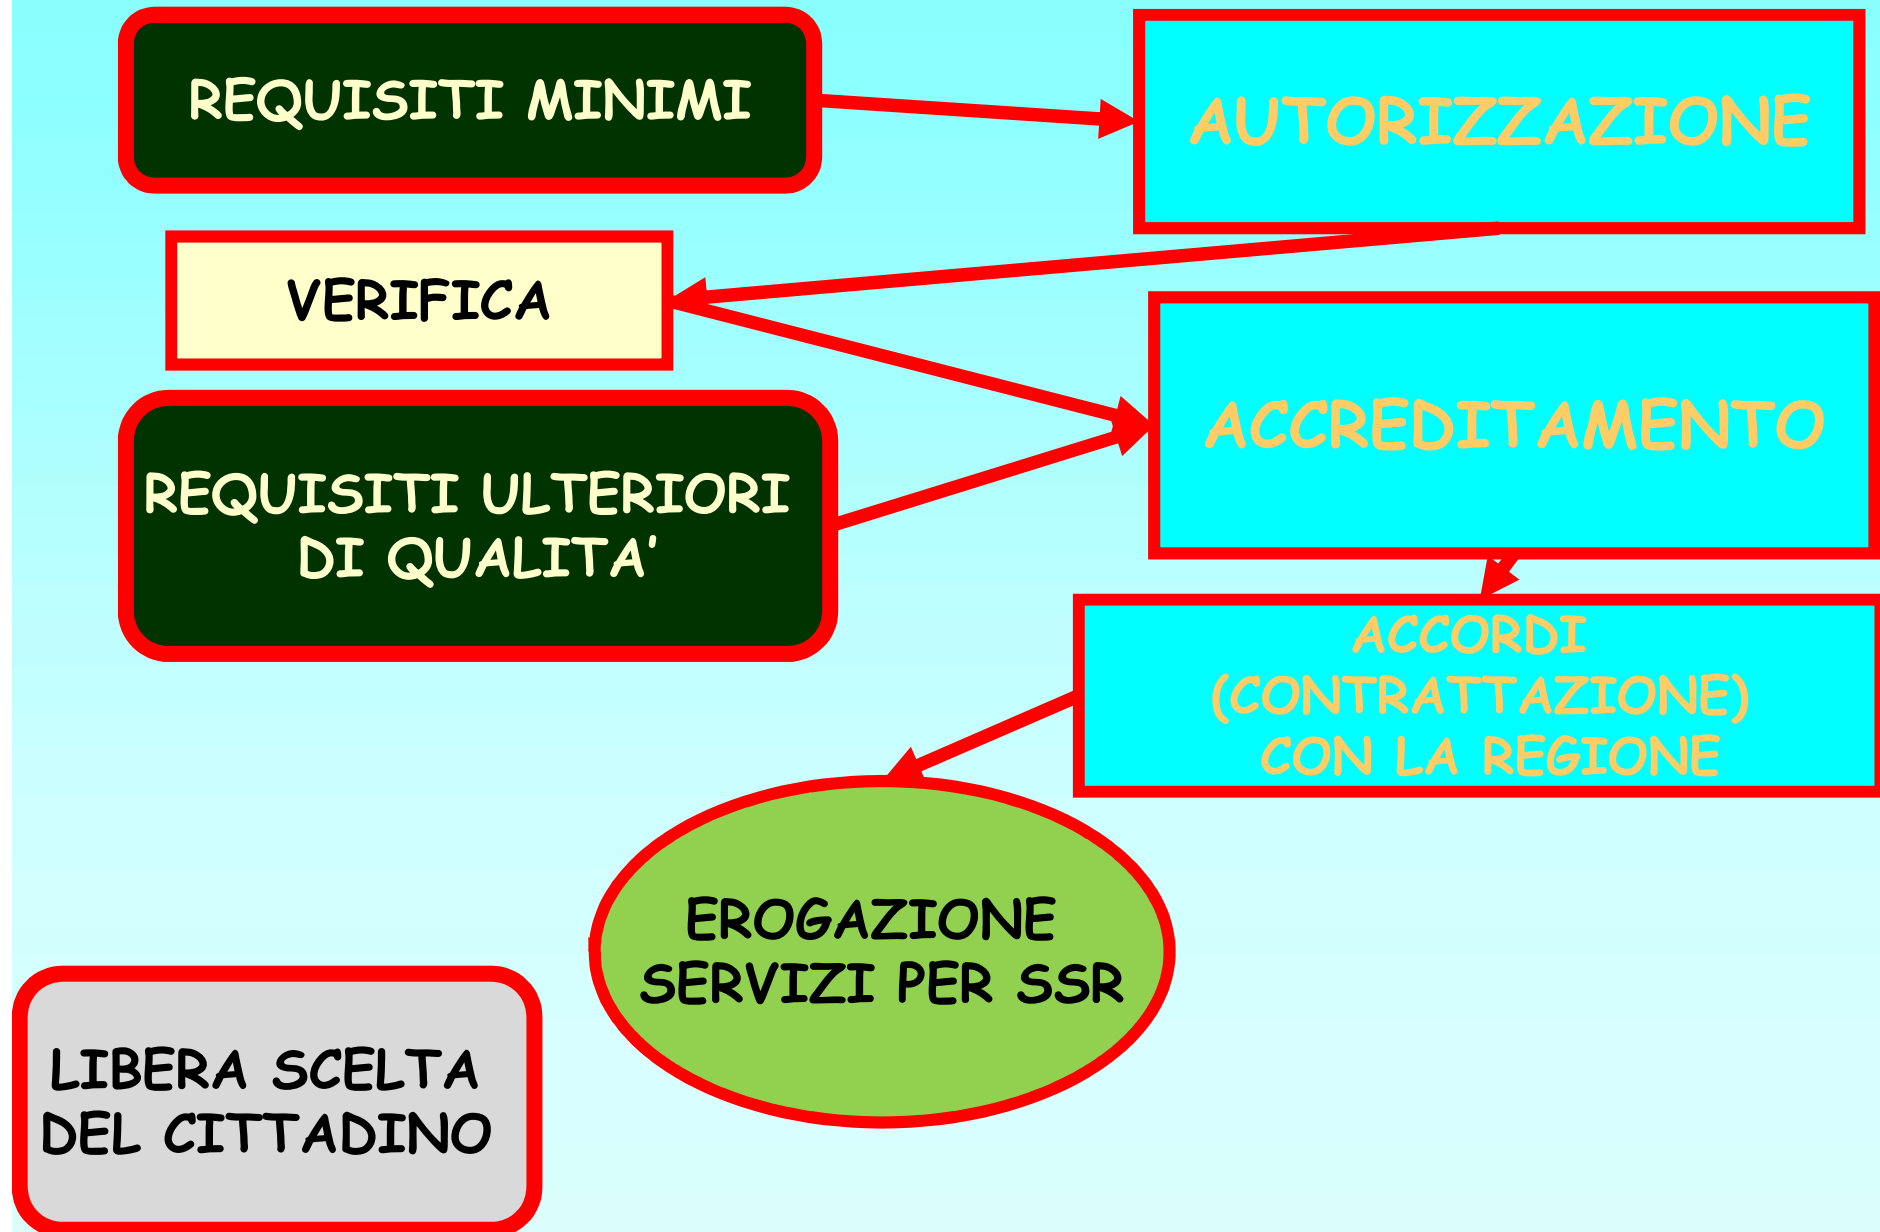 REQUISITI MINIMI
AUTORIZZAZIONE
VERIFICA
ACCREDITAMENTO
REQUISITI ULTERIORI
DI QUALITA’
ACCORDI
(CONTRATTAZIONE)
CON LA REGIONE
EROGAZIONE
SERVIZI PER SSR
LIBERA SCELTA
DEL CITTADINO